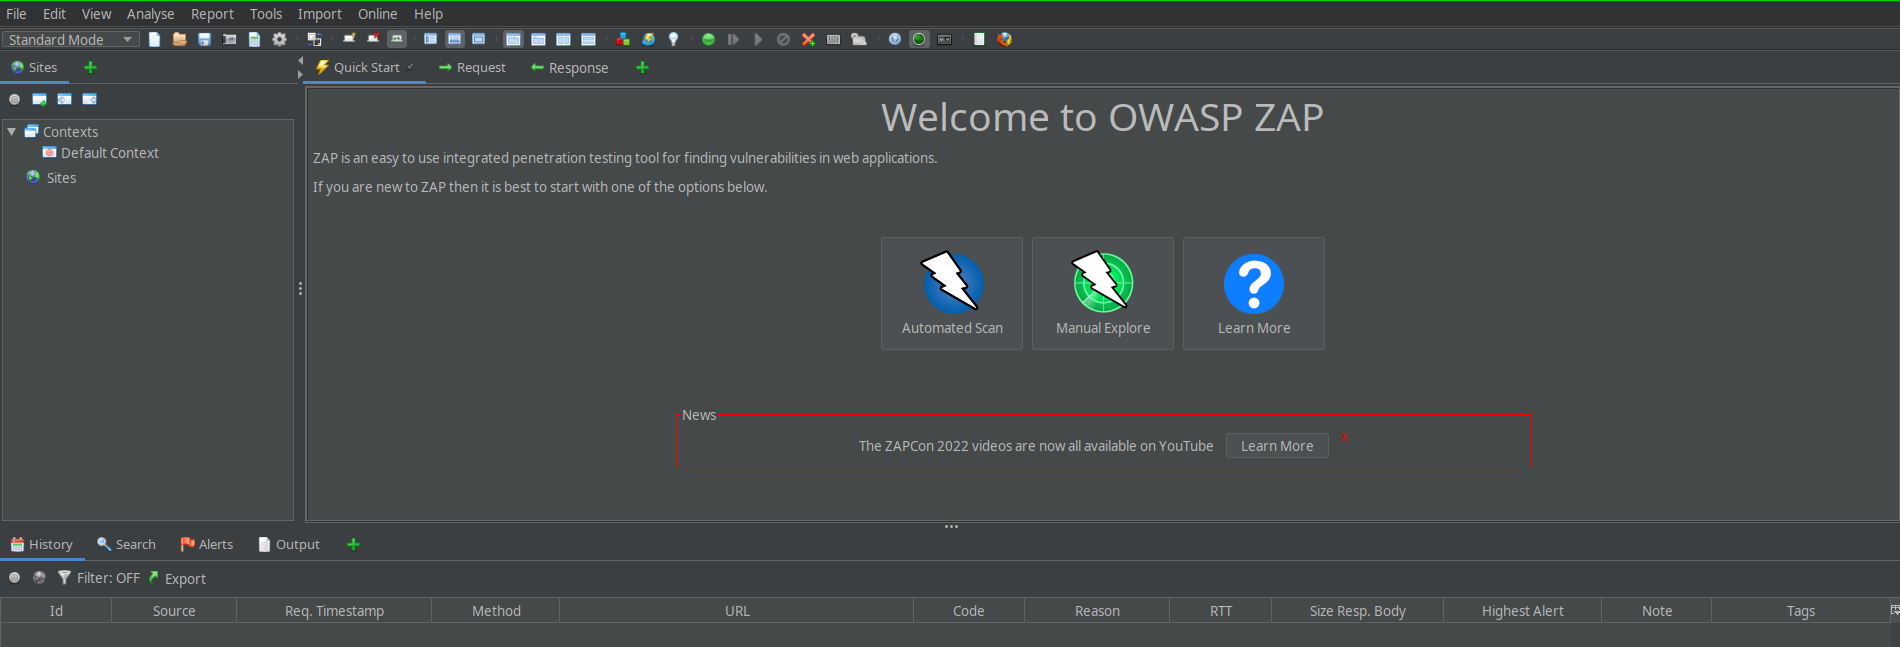 File Edit View Analyse Report Tools Import Online Help
Standard Mode
Sites
Quick Start Request Response
Contexts
Default Context
Sites
Welcome to OWASP ZAP
ZAP is an easy to use integrated penetration testing tool for finding vulnerabilities in web applications.
If you are new to ZAP then it is best to start with one of the options below.
Automated Scan Manual Explore Learn More
News
The ZAPCon 2022 videos are now all available on YouTube Learn More X
History Search Alerts Output
Filter: OFF Export
Id Source Req. Timestamp Method URL Code Reason RTT Size Resp. Body Highest Alert Note Tags